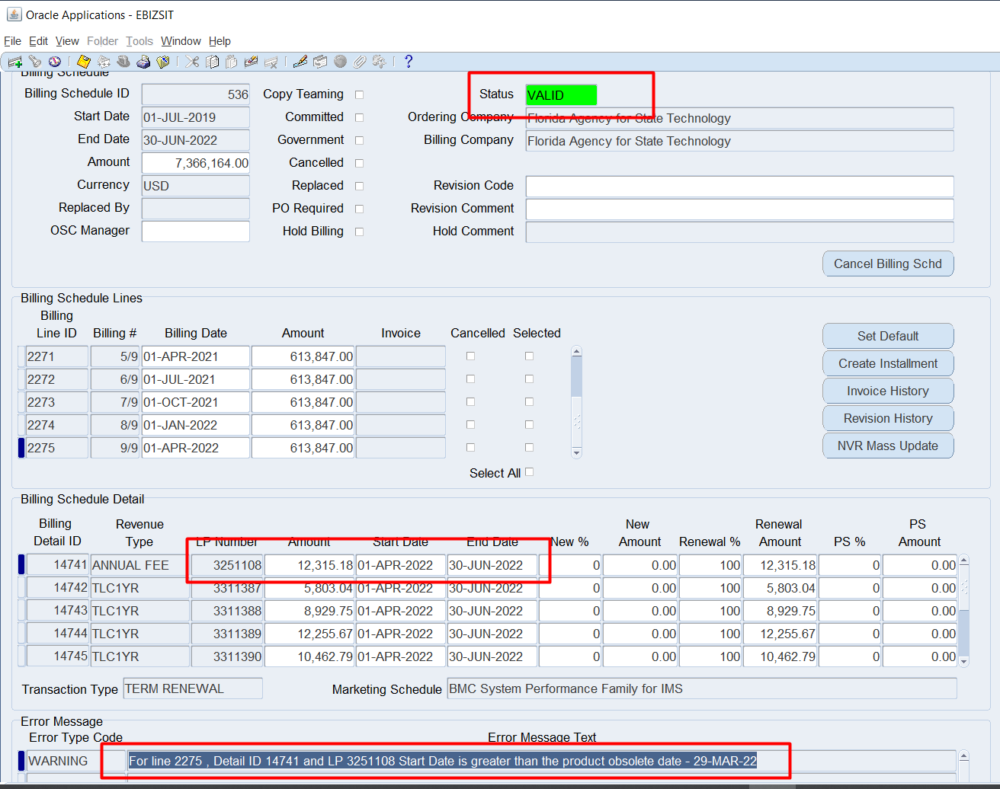 Oracle Applications - EBIZSIT
File Edit View Folder Tools Window Help
Billing Schedule
Billing Schedule ID 536 Copy Teaming Status VALID
Start Date 01-JUL-2019 Committed Ordering Company Florida Agency for State Technology
End Date 30-JUN-2022 Government Billing Company Florida Agency for State Technology
Amount 7,366,164.00 Cancelled
Currency USD Replaced Revision Code
Replaced By PO Required Revision Comment
OSC Manager Hold Billing Hold Comment
Cancel Billing Schd
Billing Schedule Lines
Billing
Line ID Billing # Billing Date Amount Invoice Cancelled Selected
2271 5/9 01-APR-2021 613,847.00
2272 6/9 01-JUL-2021 613,847.00
2273 7/9 01-OCT-2021 613,847.00
2274 8/9 01-JAN-2022 613,847.00
2275 9/9 01-APR-2022 613,847.00
Select All
Set Default
Create Installment
Invoice History
Revision History
NVR Mass Update
Billing Schedule Detail
Billing Revenue New Renewal PS
Detail ID Type LP Number Amount Start Date End Date New % Amount Renewal % Amount PS % Amount
14741 ANNUAL FEE 3251108 12,315.18 01-APR-2022 30-JUN-2022 0 0.00 100 12,315.18 0 0.00
14742 TLC1YR 3311387 5,803.04 01-APR-2022 30-JUN-2022 0 0.00 100 5,803.04 0 0.00
14743 TLC1YR 3311388 8,929.75 01-APR-2022 30-JUN-2022 0 0.00 100 8,929.75 0 0.00
14744 TLC1YR 3311389 12,255.67 01-APR-2022 30-JUN-2022 0 0.00 100 12,255.67 0 0.00
14745 TLC1YR 3311390 10,462.79 01-APR-2022 30-JUN-2022 0 0.00 100 10,462.79 0 0.00
Transaction Type TERM RENEWAL Marketing Schedule BMC System Performance Family for IMS
Error Message
Error Type Code Error Message Text
WARNING For line 2275 , Detail ID 14741 and LP 3251108 Start Date is greater than the product obsolete date - 29-MAR-22